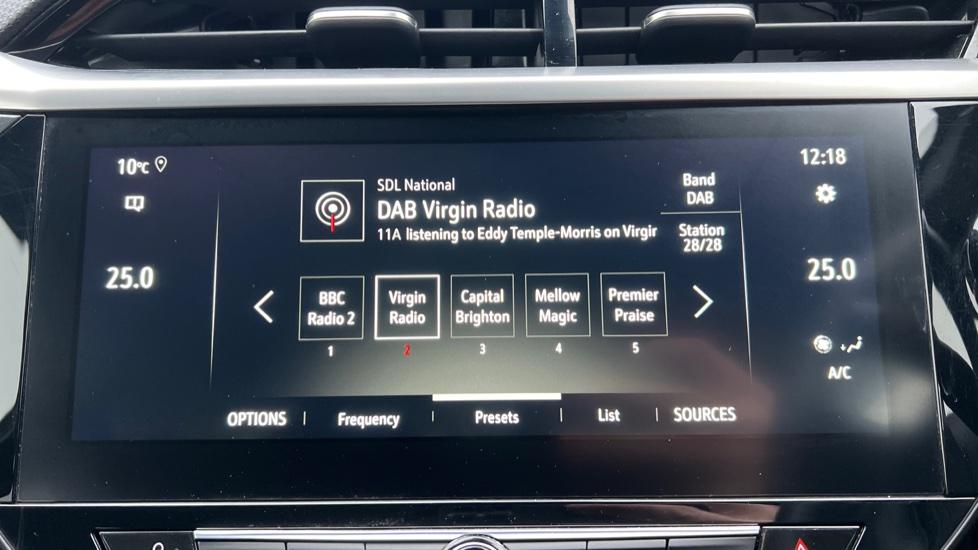 10°C
12:18
SDL National
DAB Virgin Radio
11A listening to Eddy Temple-Morris on Virgir
Band
DAB
Station
28/28
25.0
25.0
BBC
Radio 2
Virgin
Radio
Capital
Brighton
Mellow
Magic
Premier
Praise
1
2
3
4
5
A/C
OPTIONS
Frequency
Presets
List
SOURCES